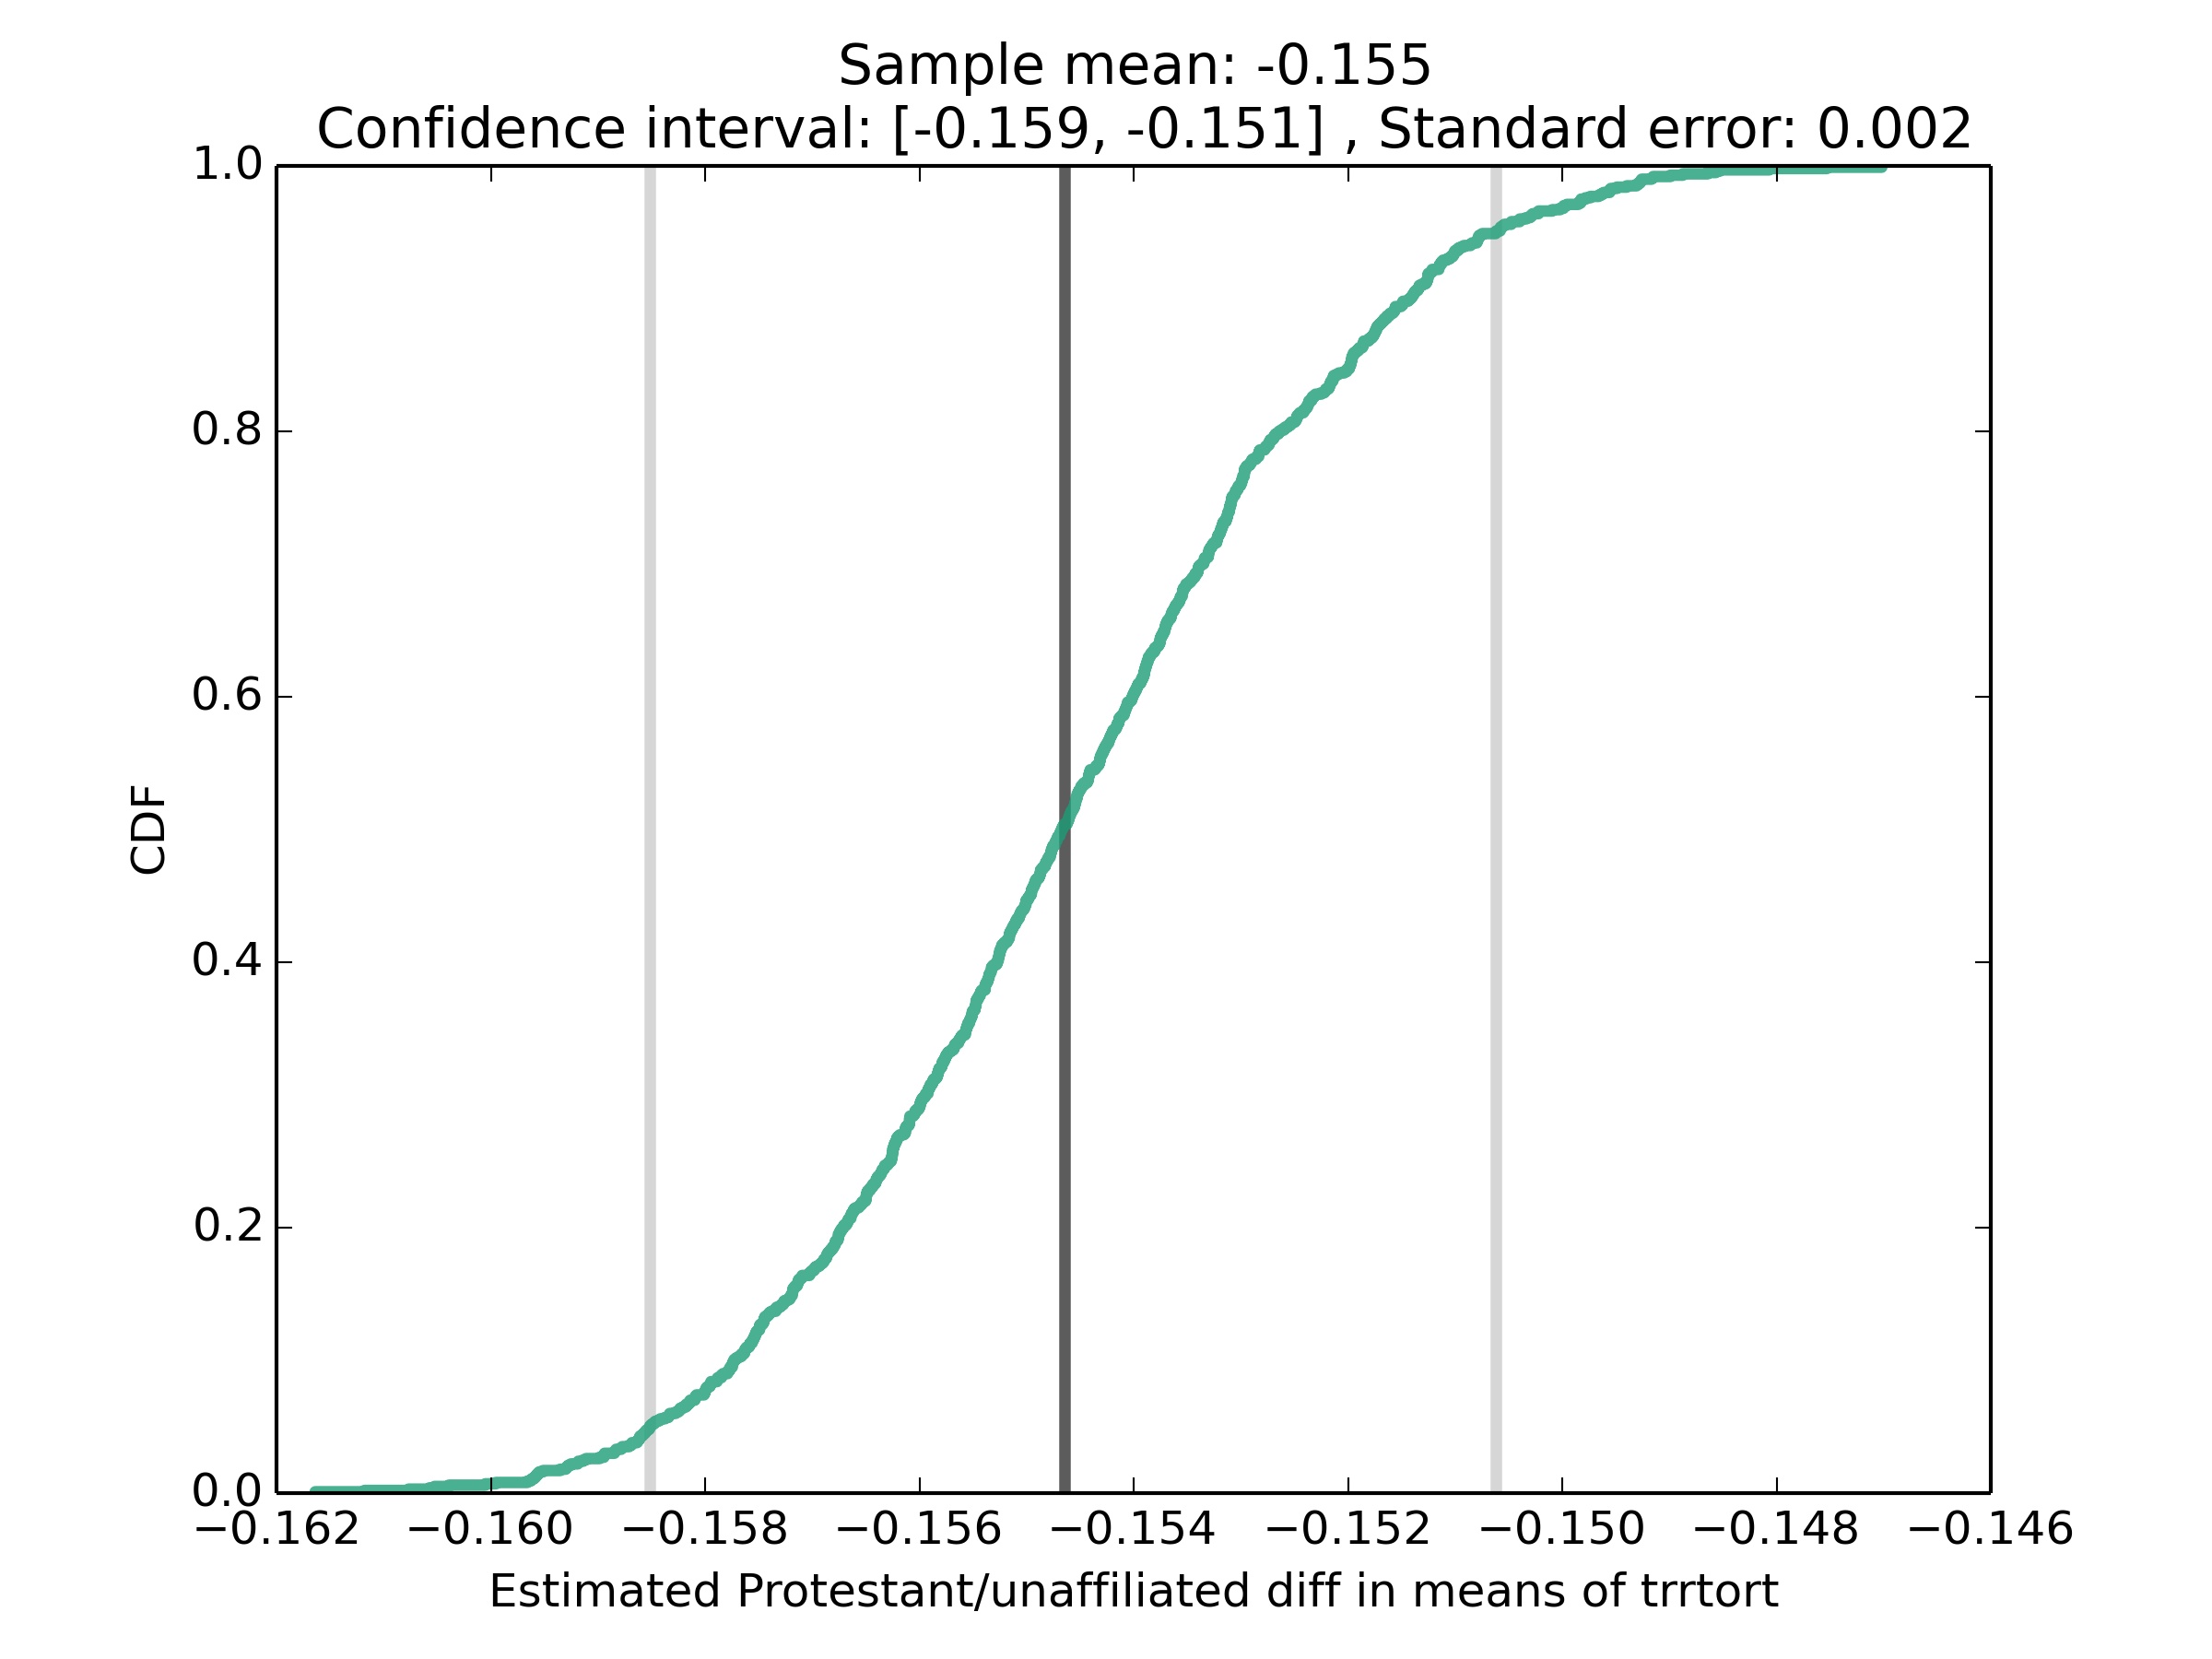 Sample mean: -0.155
Confidence interval: [-0.159, -0.151] , Standard error: 0.002
1.0
0.8
0.6
0.4
0.2
0.0
CDF
−0.162 −0.160 −0.158 −0.156 −0.154 −0.152 −0.150 −0.148 −0.146
Estimated Protestant/unaffiliated diff in means of trrtort